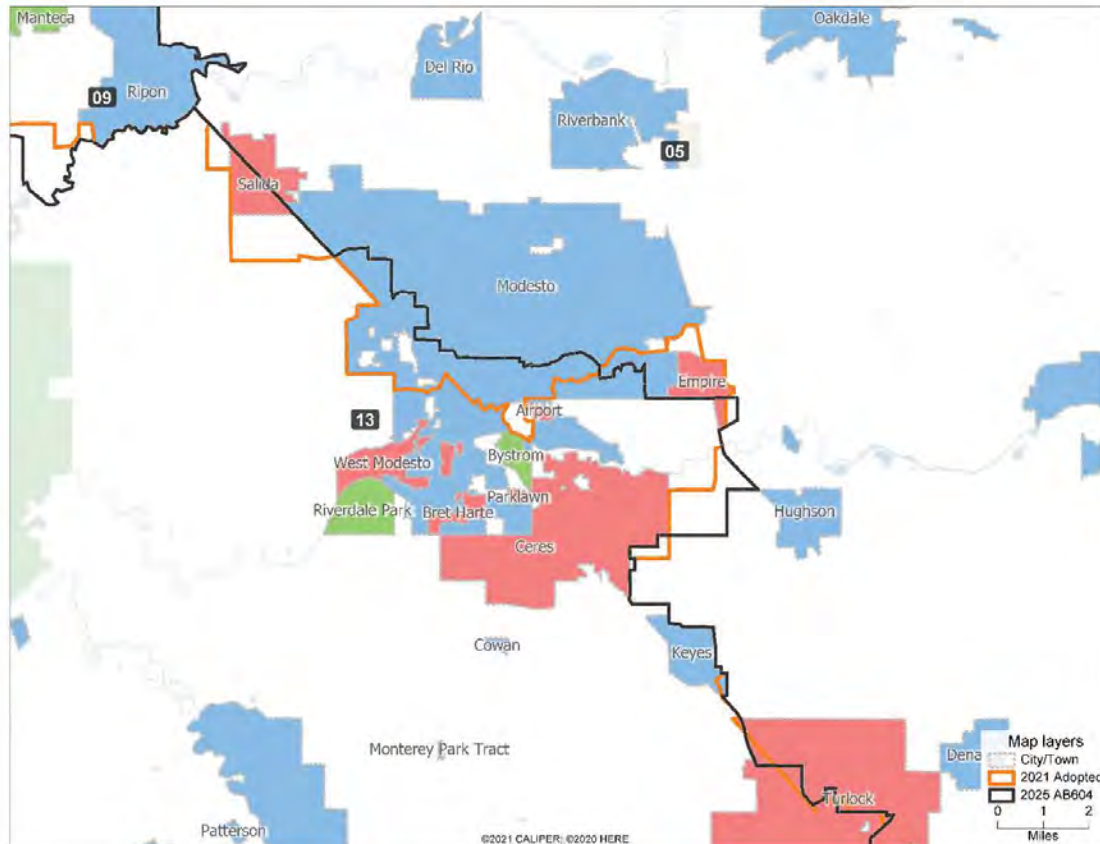 Manteca
Oakdale
Del Rio
09
Ripon
Riverbank
05
Salida
Modesto
Empire
Airport
13
Bystrom
West Modesto
Parklawn
Riverdale Park
Bret Harte
Hughson
Ceres
Cowan
Keyes
Monterey Park Tract
Dena
Turlock
Patterson
Map layers
City/Town
2021 Adopted
2025 AB604
0 1 2
Miles
©2021 CALIPER; ©2020 HERE